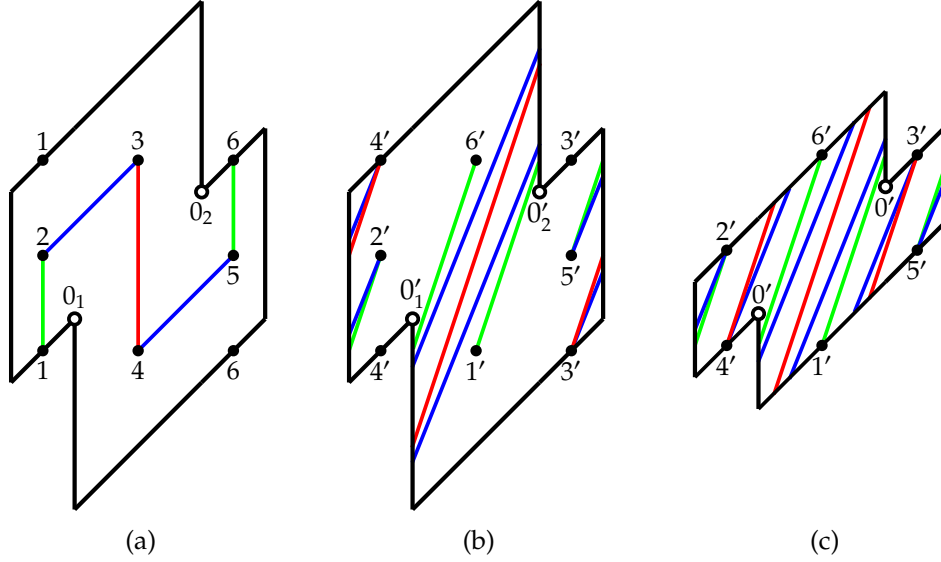 1 3 6
0₂
2 5
0₁
1 4 6
(a)
4′ 6′ 3′
0′₂
2′ 5′
0′₁
4′ 1′ 3′
(b)
6′ 3′
0′
2′ 5′
0′
4′ 1′
(c)